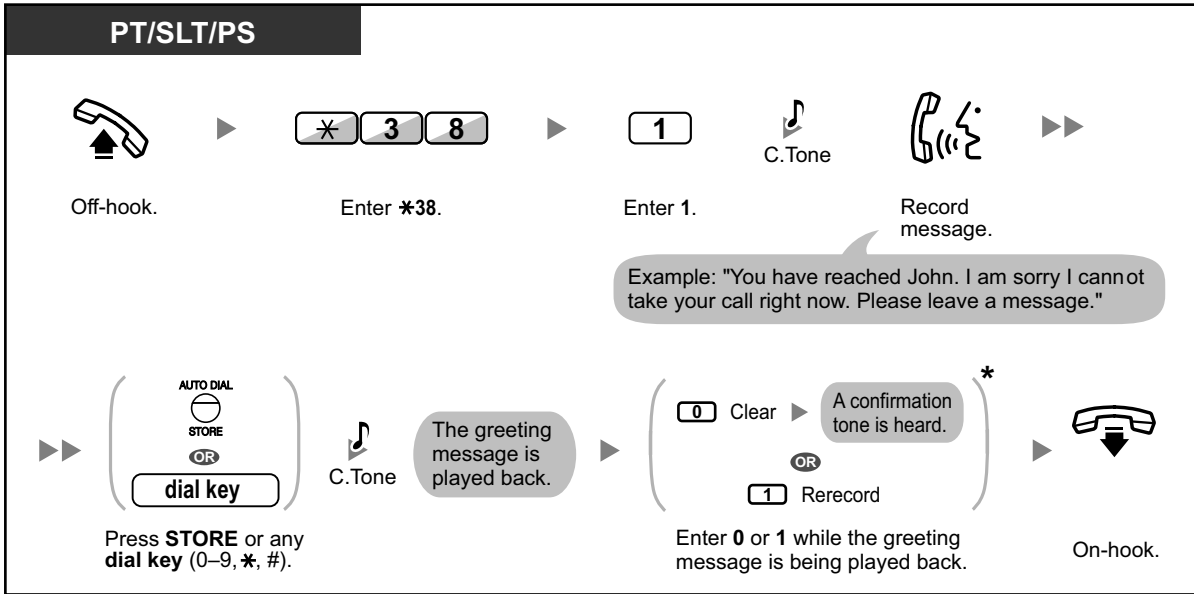 PT/SLT/PS
✳ 3 8
1
C.Tone
Off-hook.
Enter ✳38.
Enter 1.
Record
message.
Example: "You have reached John. I am sorry I cannot
take your call right now. Please leave a message."
AUTO DIAL
STORE
OR
dial key
Press STORE or any
dial key (0–9, ✳, #).
C.Tone
The greeting
message is
played back.
0 Clear
A confirmation
tone is heard.
OR
1 Rerecord
*
Enter 0 or 1 while the greeting
message is being played back.
On-hook.